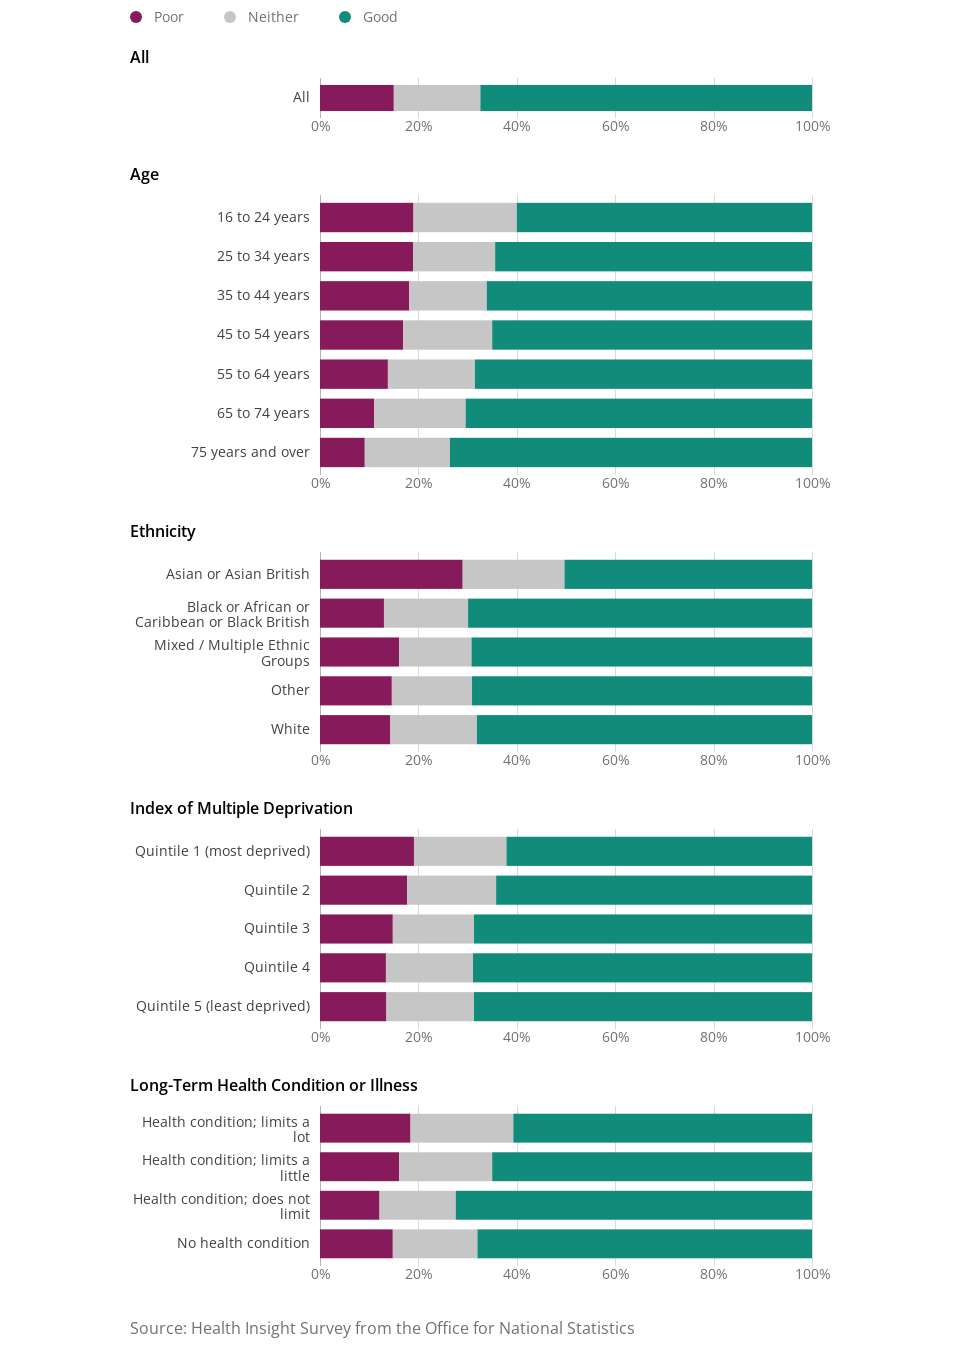 Poor Neither Good
All
All
0% 20% 40% 60% 80% 100%
Age
16 to 24 years
25 to 34 years
35 to 44 years
45 to 54 years
55 to 64 years
65 to 74 years
75 years and over
0% 20% 40% 60% 80% 100%
Ethnicity
Asian or Asian British
Black or African or
Caribbean or Black British
Mixed / Multiple Ethnic
Groups
Other
White
0% 20% 40% 60% 80% 100%
Index of Multiple Deprivation
Quintile 1 (most deprived)
Quintile 2
Quintile 3
Quintile 4
Quintile 5 (least deprived)
0% 20% 40% 60% 80% 100%
Long-Term Health Condition or Illness
Health condition; limits a
lot
Health condition; limits a
little
Health condition; does not
limit
No health condition
0% 20% 40% 60% 80% 100%
Source: Health Insight Survey from the Office for National Statistics